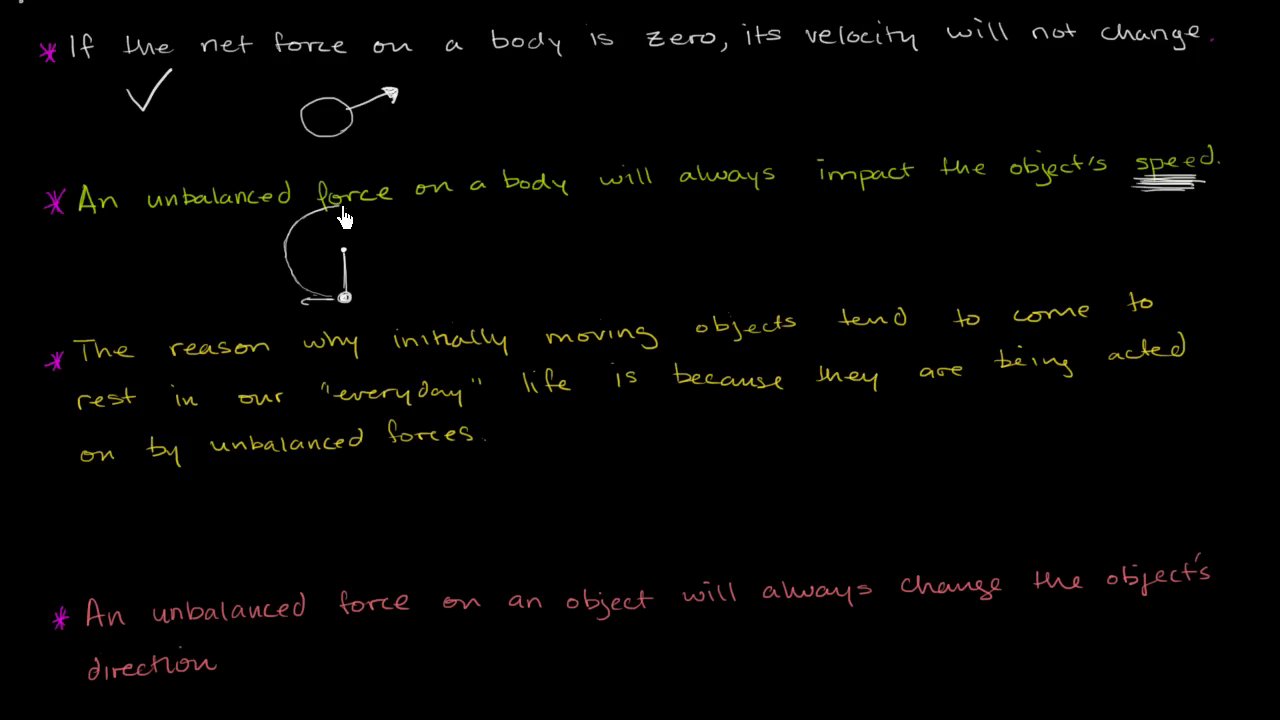 * If the net force on a body is zero, its velocity will not change.
* An unbalanced force on a body will always impact the object's speed.
* The reason why initially moving objects tend to come to
rest in our "everyday" life is because they are being acted
on by unbalanced forces.
* An unbalanced force on an object will always change the object's
direction